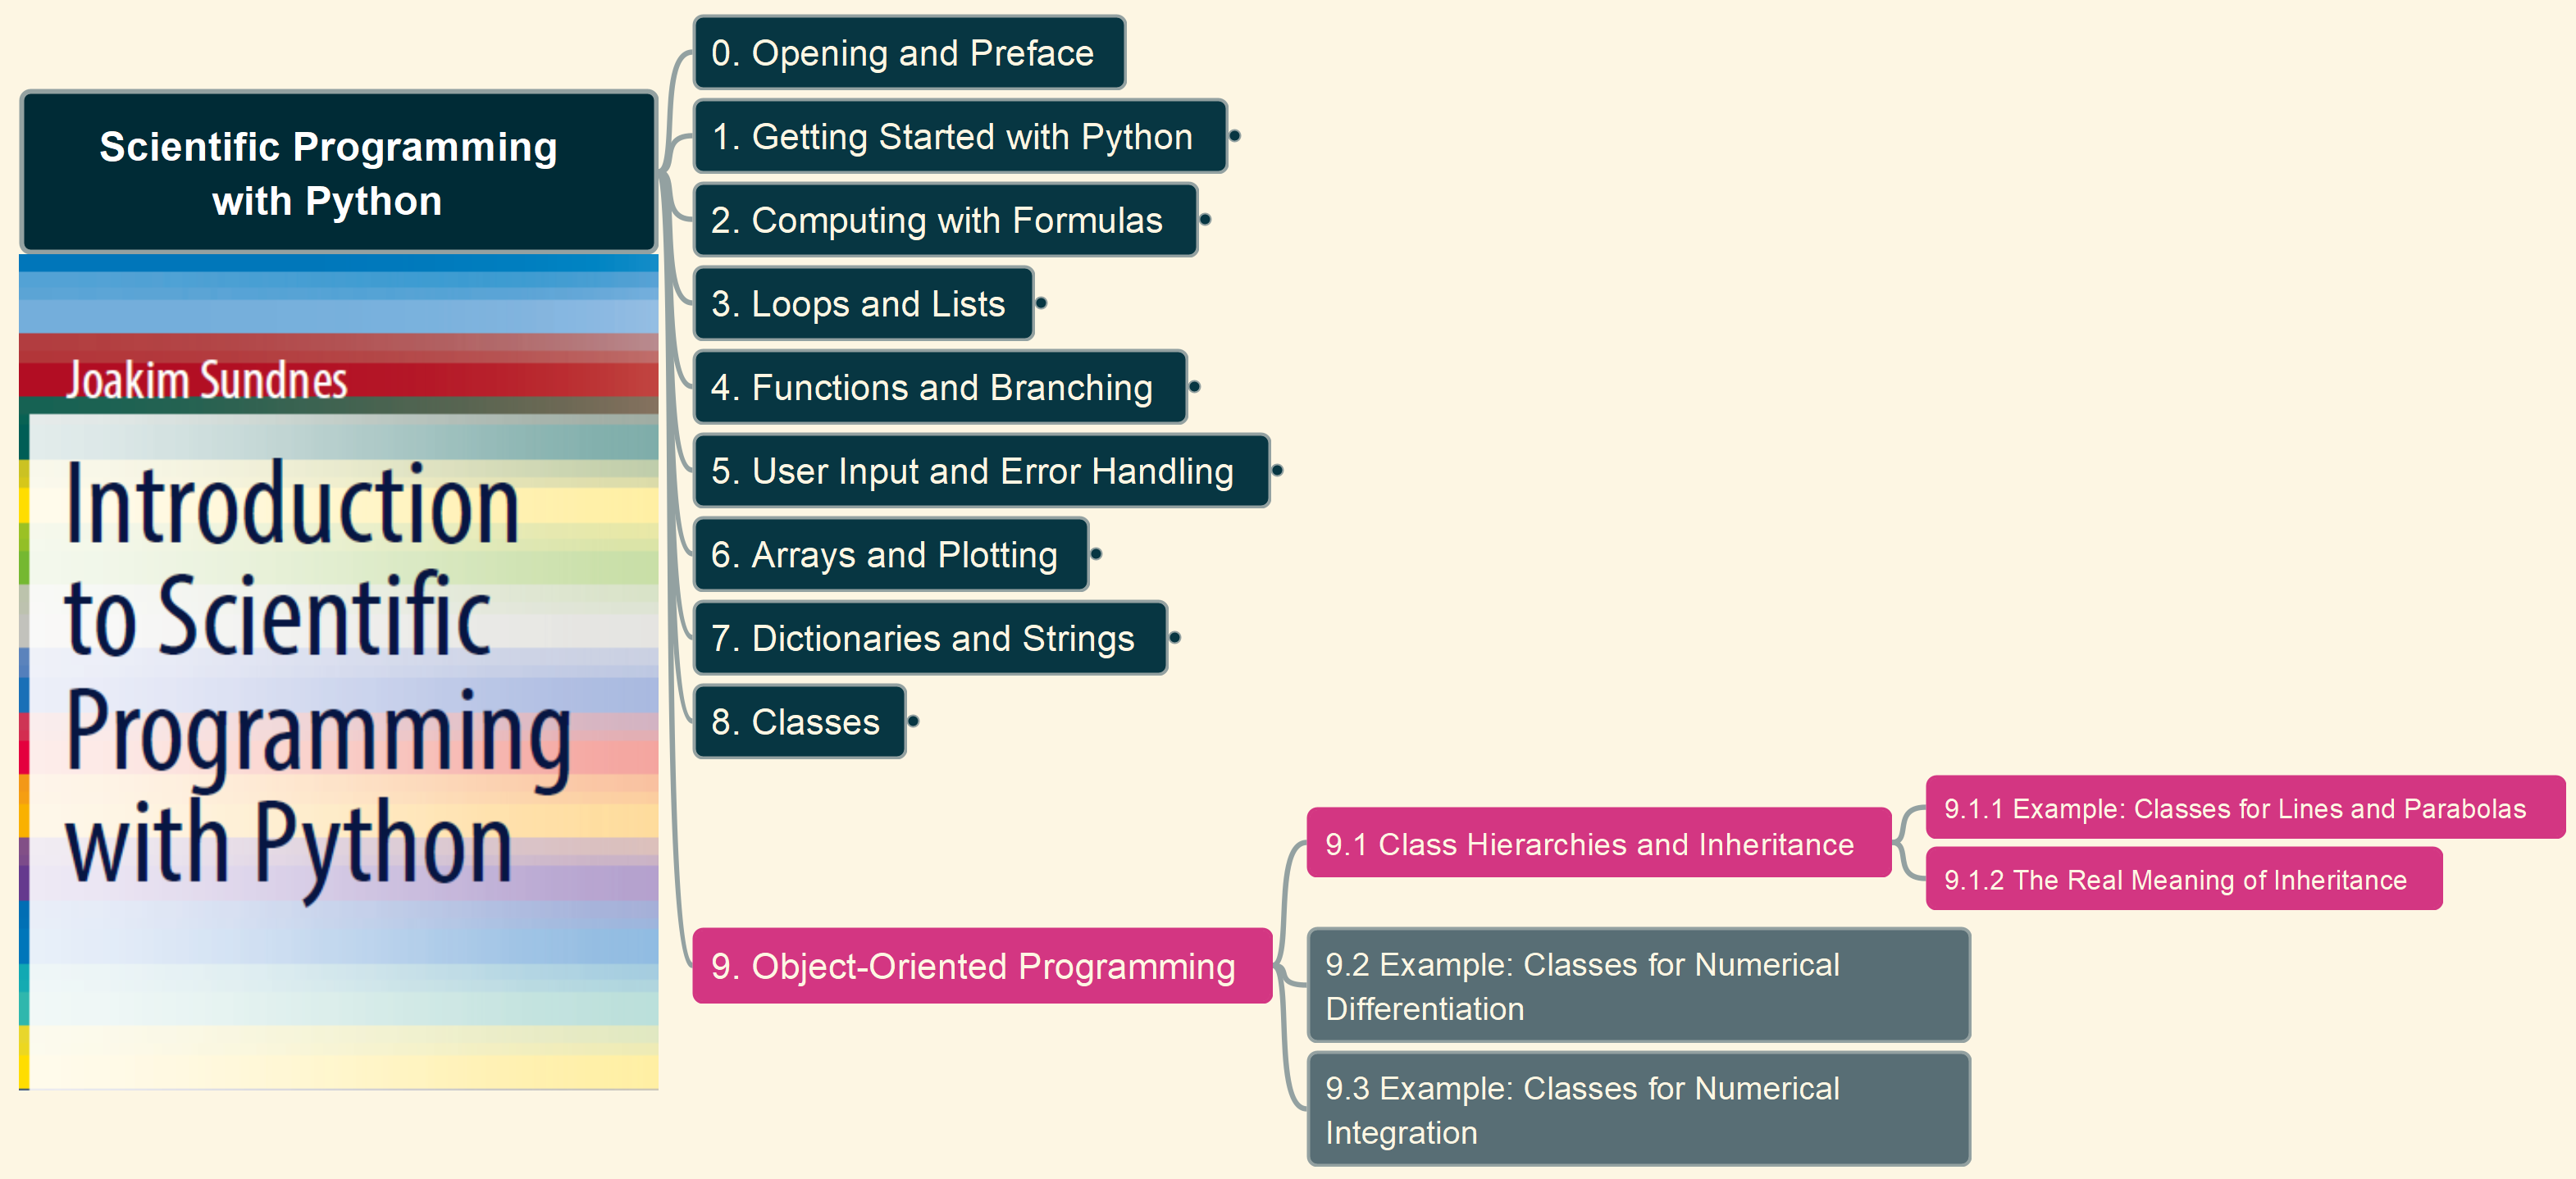 Scientific Programming
with Python
Joakim Sundnes
Introduction
to Scientific
Programming
with Python
0. Opening and Preface
1. Getting Started with Python
2. Computing with Formulas
3. Loops and Lists
4. Functions and Branching
5. User Input and Error Handling
6. Arrays and Plotting
7. Dictionaries and Strings
8. Classes
9. Object-Oriented Programming
9.1 Class Hierarchies and Inheritance
9.1.1 Example: Classes for Lines and Parabolas
9.1.2 The Real Meaning of Inheritance
9.2 Example: Classes for Numerical
Differentiation
9.3 Example: Classes for Numerical
Integration